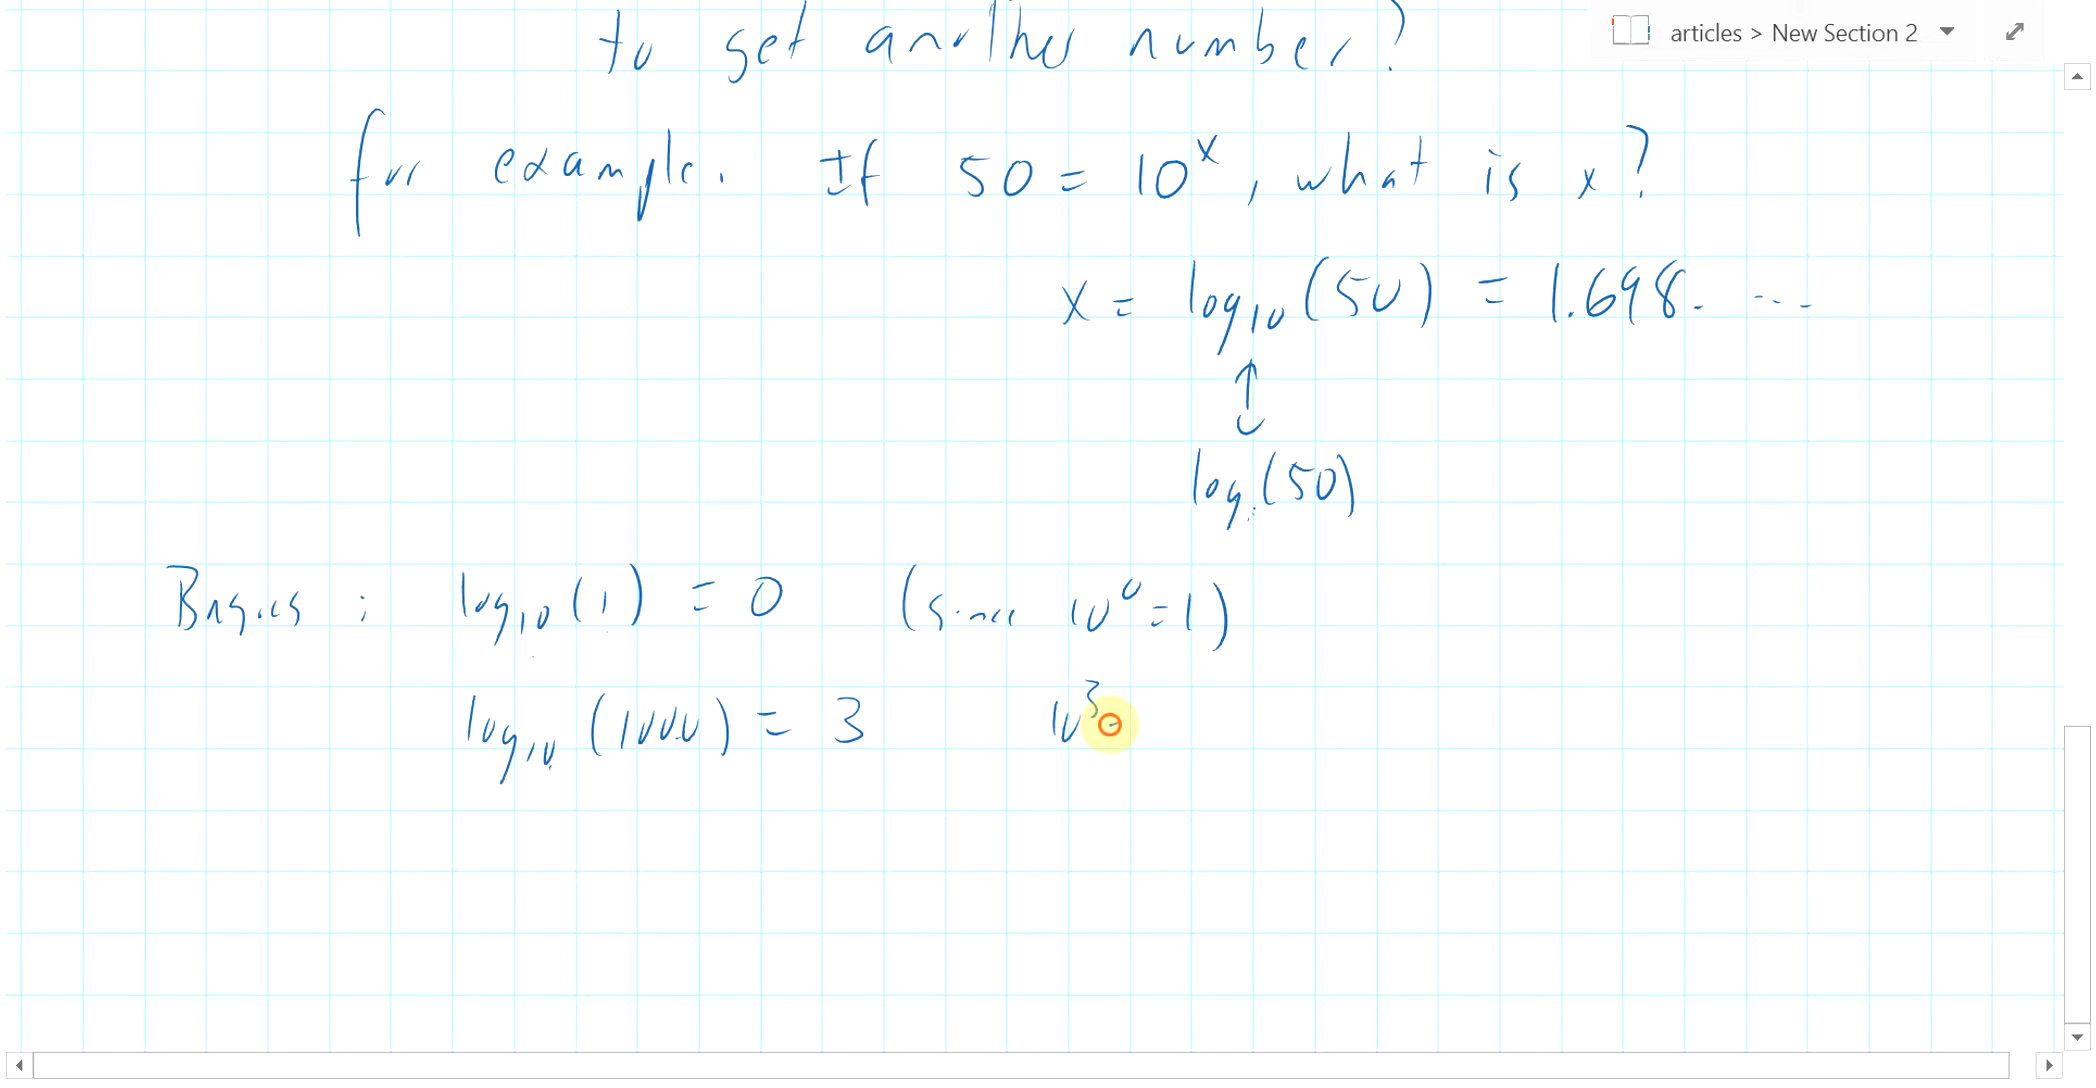 to get another number?
articles > New Section 2
for example. If 50 = 10^x, what is x?
x = log₁₀(50) = 1.698. ...
log(50)
Basics : log₁₀(1) = 0 (since 10^0 = 1)
log₁₀(1000) = 3 10^3